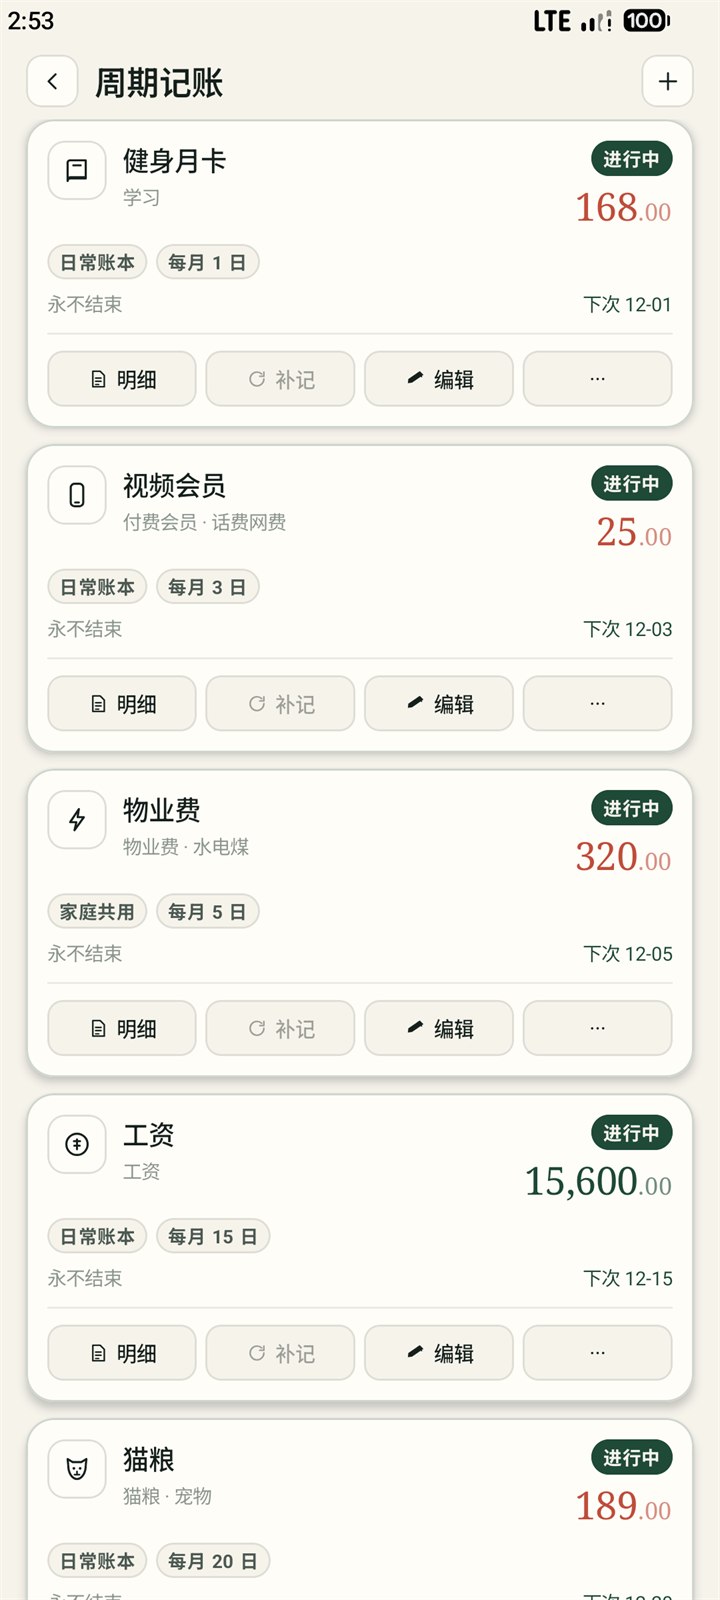 2:53 LTE 100
周期记账
健身月卡 进行中
学习 168.00
日常账本 每月 1 日
永不结束 下次 12-01
明细 补记 编辑 ...
视频会员 进行中
付费会员 · 话费网费 25.00
日常账本 每月 3 日
永不结束 下次 12-03
明细 补记 编辑 ...
物业费 进行中
物业费 · 水电煤 320.00
家庭共用 每月 5 日
永不结束 下次 12-05
明细 补记 编辑 ...
工资 进行中
工资 15,600.00
日常账本 每月 15 日
永不结束 下次 12-15
明细 补记 编辑 ...
猫粮 进行中
猫粮 · 宠物 189.00
日常账本 每月 20 日